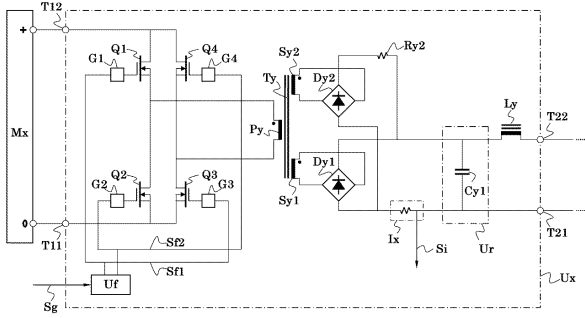 T12
+
Q1
Q4
G1
G4
Sy2
Ty
Dy2
Ry2
Mx
Py
Ly
T22
Q2
Q3
G2
G3
Dy1
Cy1
Sy1
0
T11
Sf2
Sf1
Ix
Si
Ur
T21
Uf
Sg
Ux